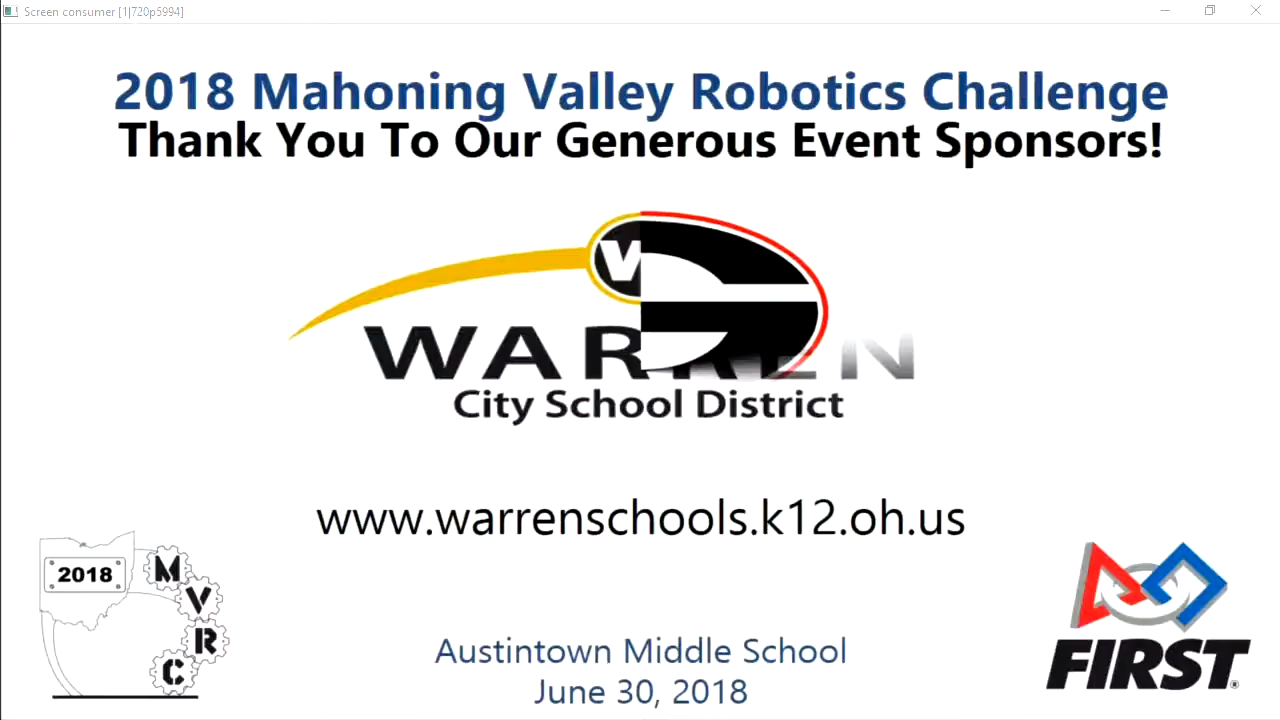 Screen consumer [1|720p5994]
2018 Mahoning Valley Robotics Challenge
Thank You To Our Generous Event Sponsors!
WARREN
City School District
www.warrenschools.k12.oh.us
2018
M
V
R
C
Austintown Middle School
June 30, 2018
FIRST